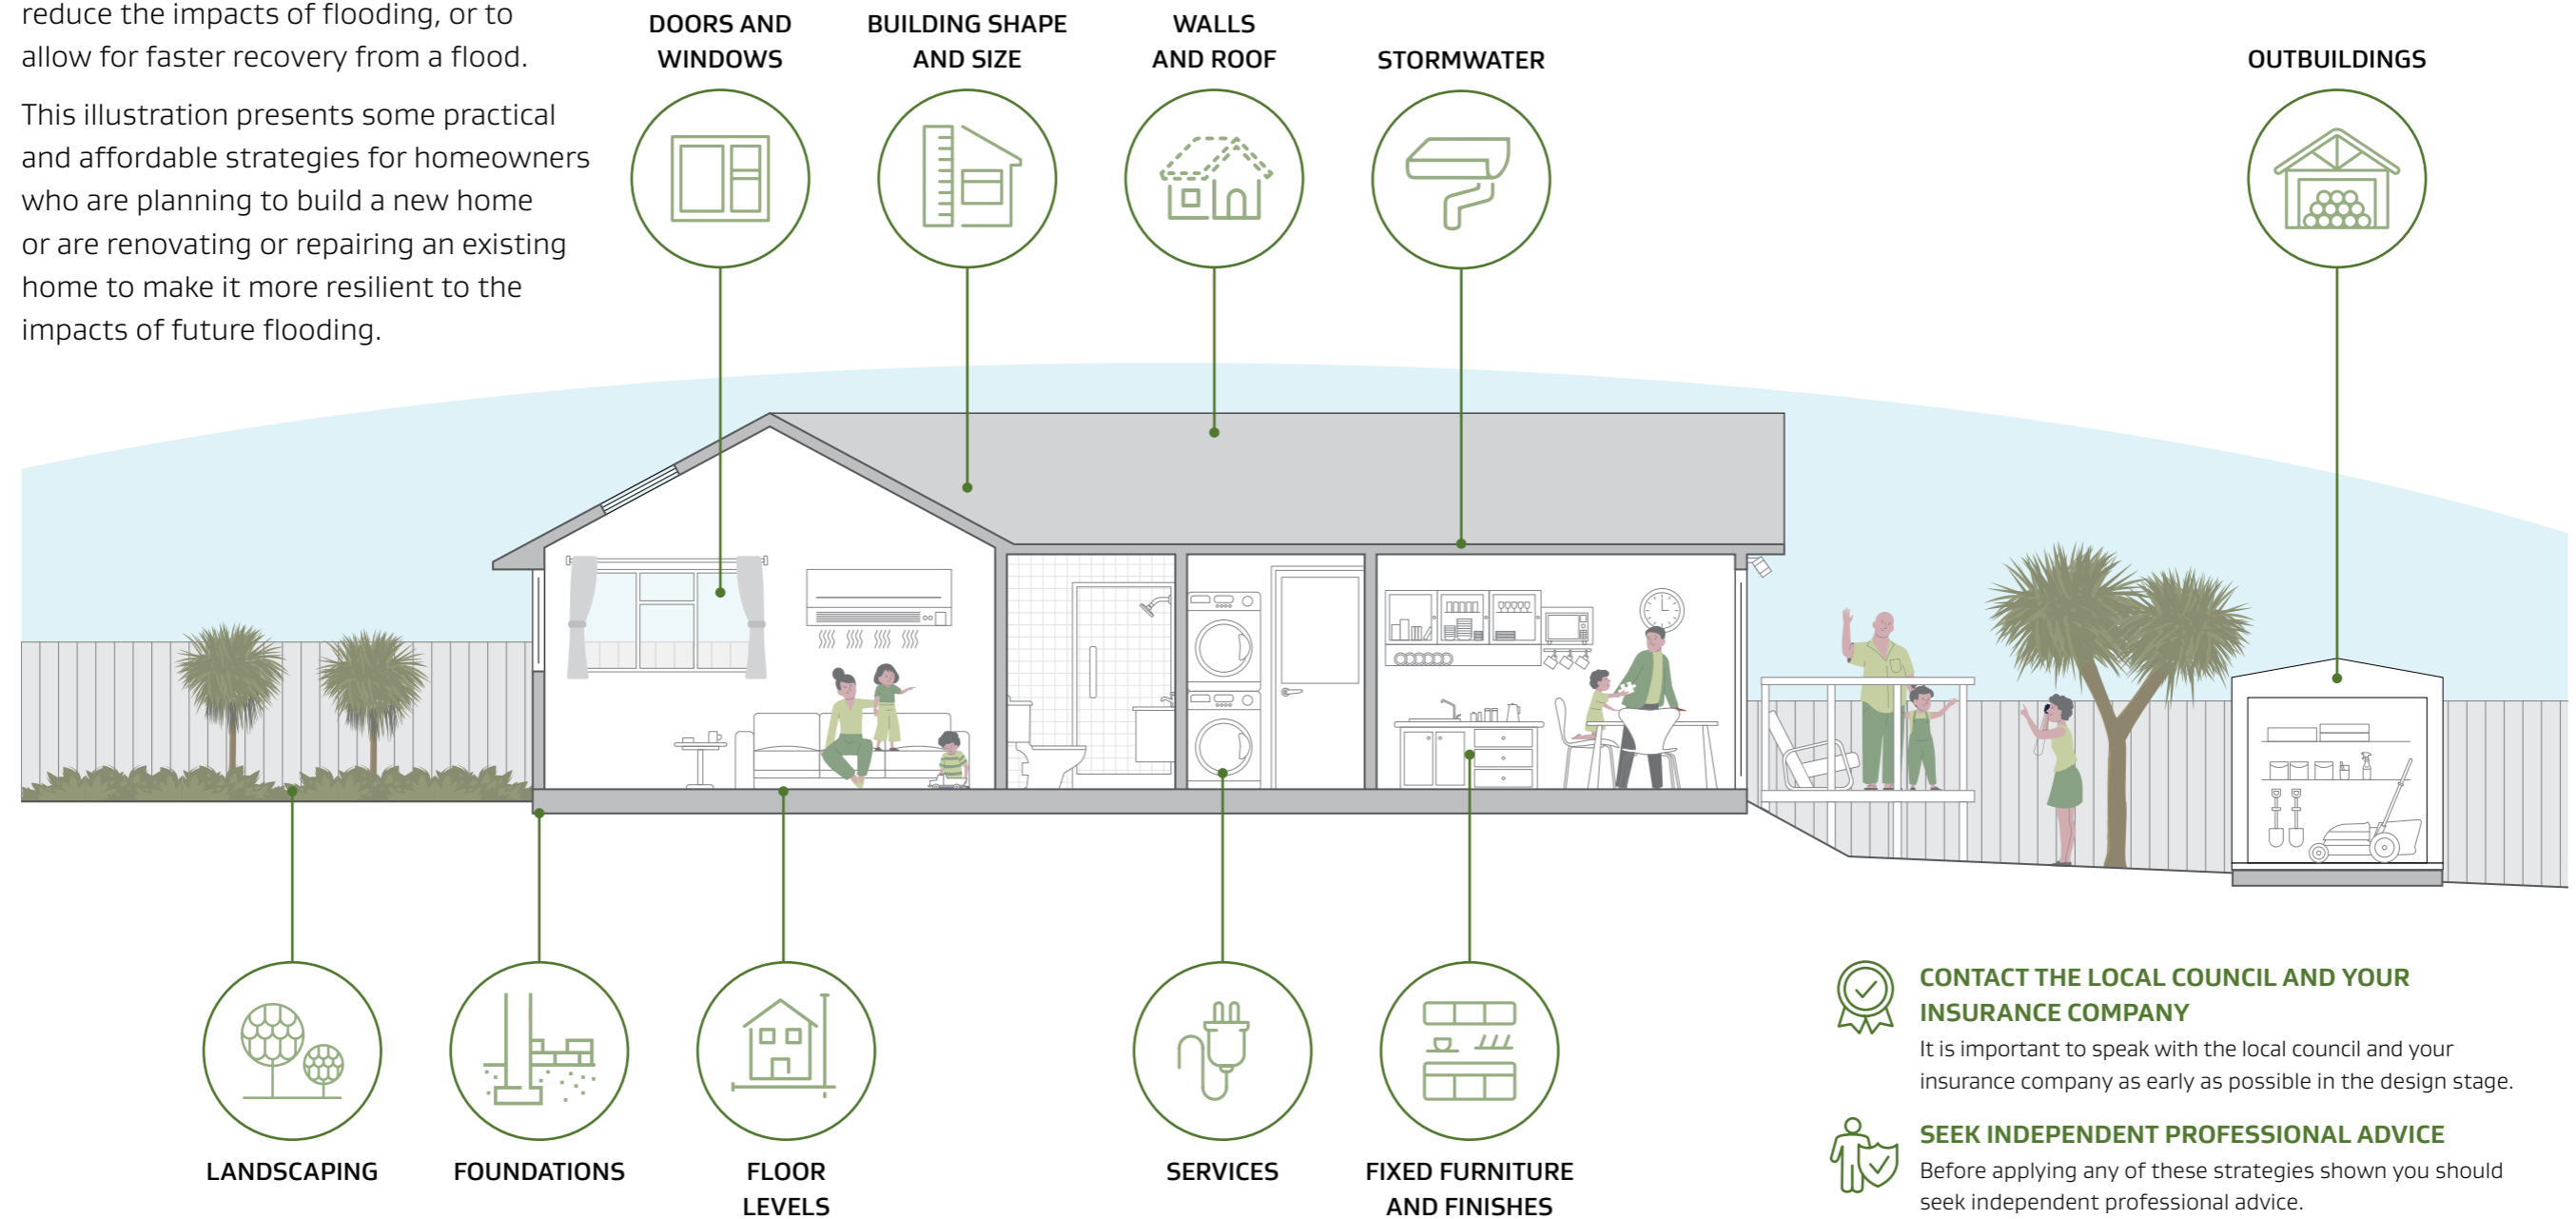 reduce the impacts of flooding, or to
allow for faster recovery from a flood.
This illustration presents some practical
and affordable strategies for homeowners
who are planning to build a new home
or are renovating or repairing an existing
home to make it more resilient to the
impacts of future flooding.
DOORS AND
WINDOWS
BUILDING SHAPE
AND SIZE
WALLS
AND ROOF
STORMWATER
OUTBUILDINGS
LANDSCAPING
FOUNDATIONS
FLOOR
LEVELS
SERVICES
FIXED FURNITURE
AND FINISHES
CONTACT THE LOCAL COUNCIL AND YOUR
INSURANCE COMPANY
It is important to speak with the local council and your
insurance company as early as possible in the design stage.
SEEK INDEPENDENT PROFESSIONAL ADVICE
Before applying any of these strategies shown you should
seek independent professional advice.